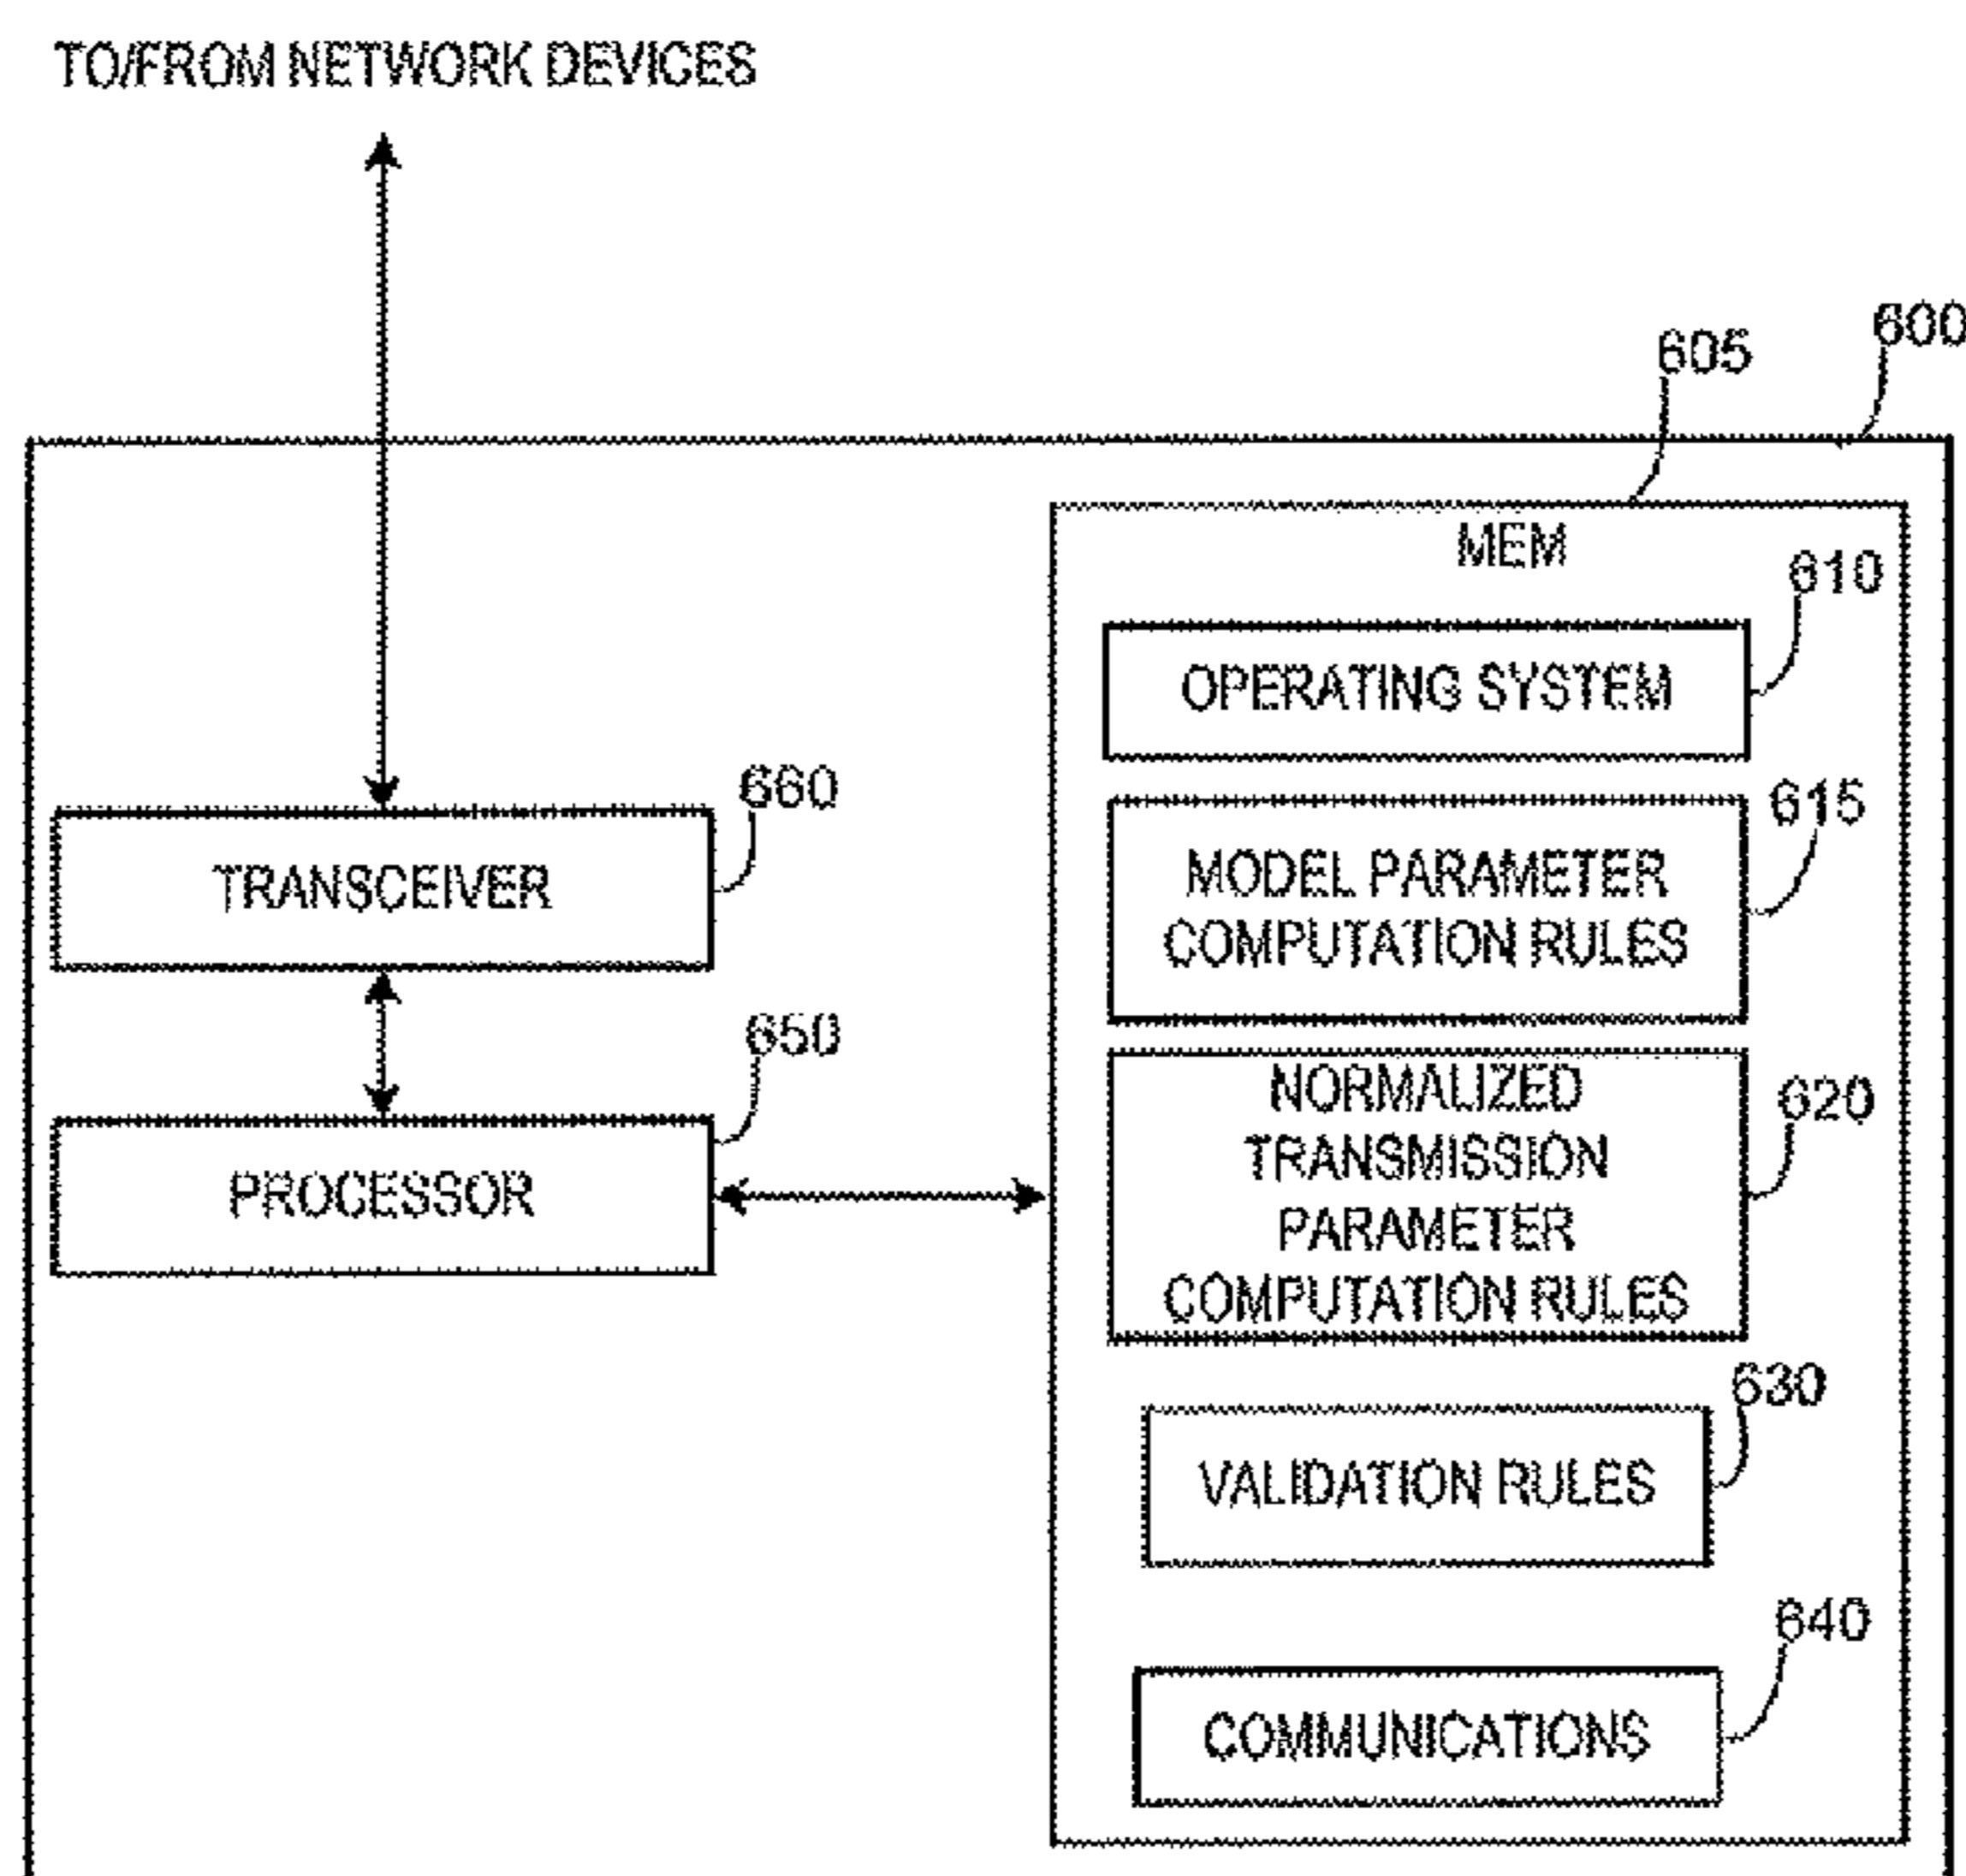 TO/FROM NETWORK DEVICES
600
605
MEM
610
OPERATING SYSTEM
660
615
TRANSCEIVER
MODEL PARAMETER
COMPUTATION RULES
650
620
PROCESSOR
NORMALIZED
TRANSMISSION
PARAMETER
COMPUTATION RULES
630
VALIDATION RULES
640
COMMUNICATIONS